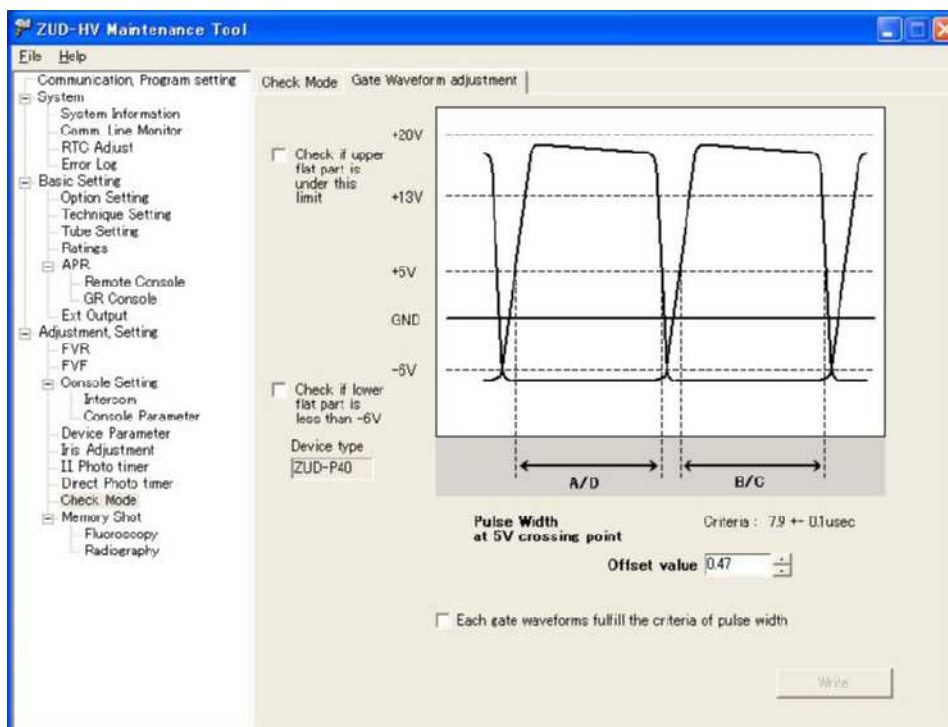 ZUD-HV Maintenance Tool
File Help
Communication, Program setting
System
System Information
Comm. Line Monitor
RTC Adjust
Error Log
Basic Setting
Option Setting
Technique Setting
Tube Setting
Ratings
APR
Remote Console
GR Console
Ext Output
Adjustment, Setting
FVR
FVF
Console Setting
Intercom
Console Parameter
Device Parameter
Iris Adjustment
II Photo timer
Direct Photo timer
Check Mode
Memory Shot
Fluoroscopy
Radiography
Check Mode Gate Waveform adjustment
Check if upper
flat part is
under this
limit
+20V
+13V
+5V
GND
-6V
Check if lower
flat part is
less than -6V
Device type
ZUD-P40
A/D B/C
Pulse Width
at 5V crossing point
Criteria : 7.9 +- 0.1usec
Offset value 0.47
Each gate waveforms fulfill the criteria of pulse width
Write